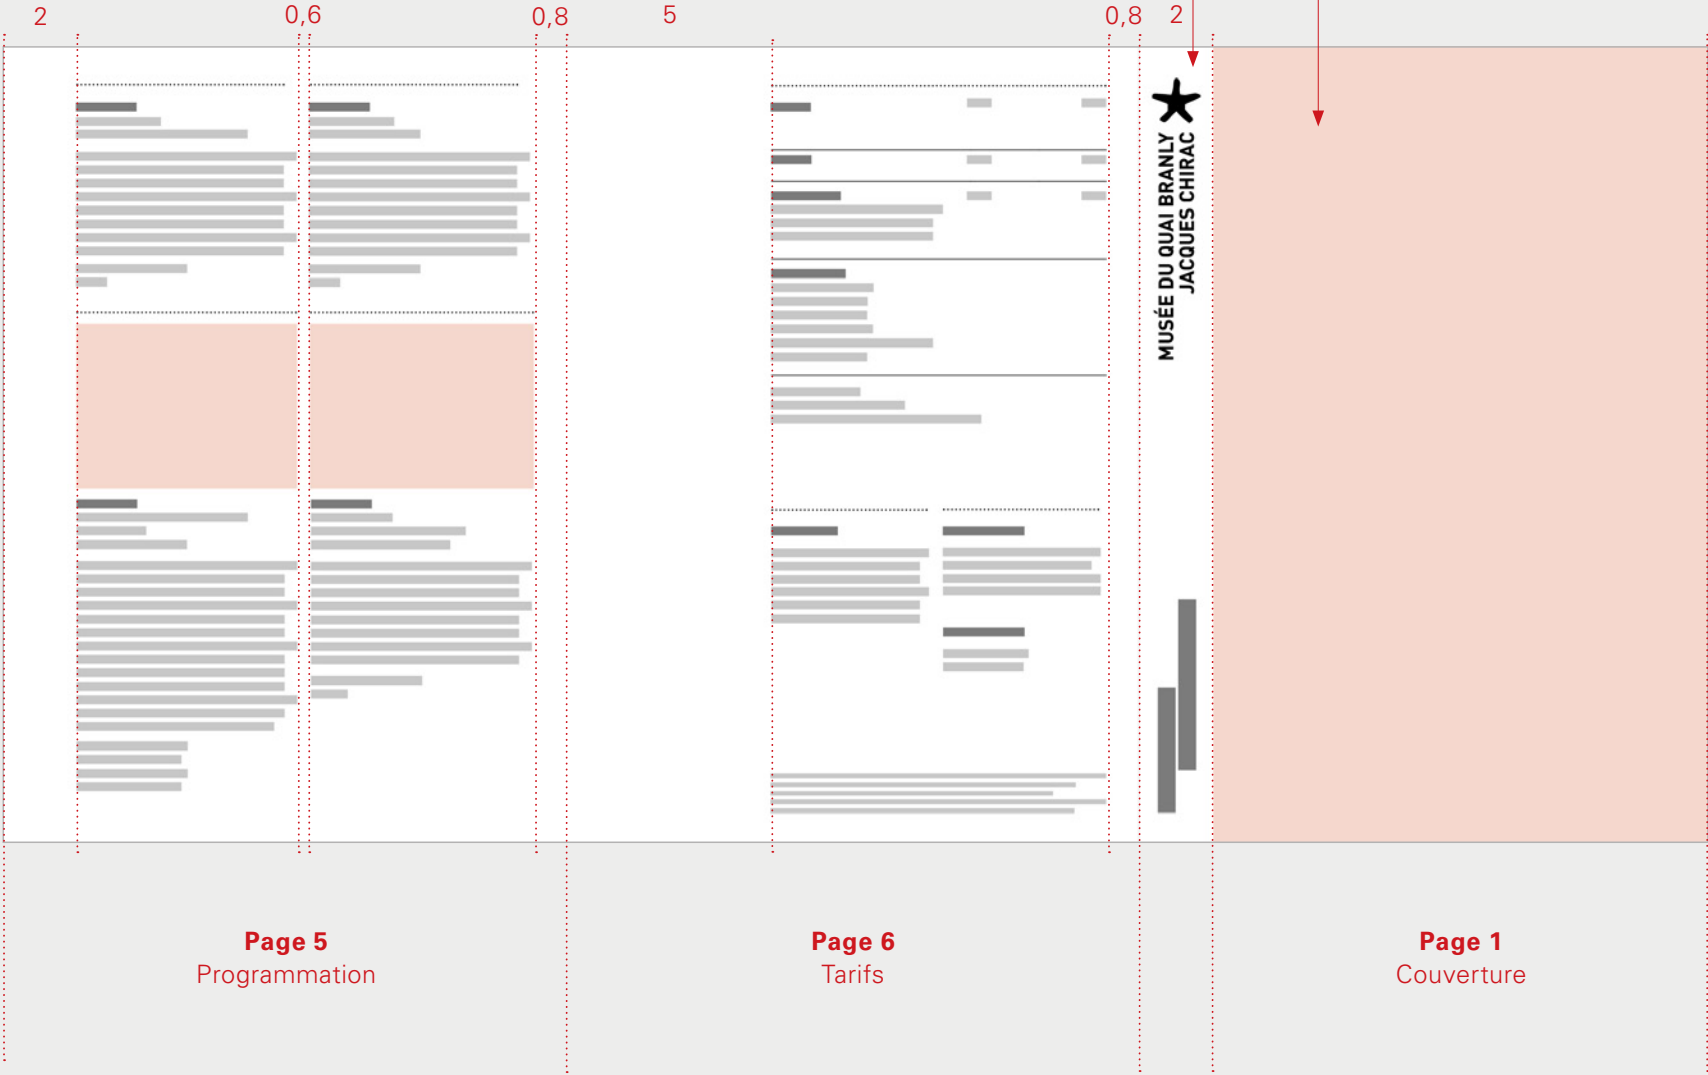 2
0,6
0,8
5
0,8
2
MUSÉE DU QUAI BRANLY
JACQUES CHIRAC
Page 5
Programmation
Page 6
Tarifs
Page 1
Couverture